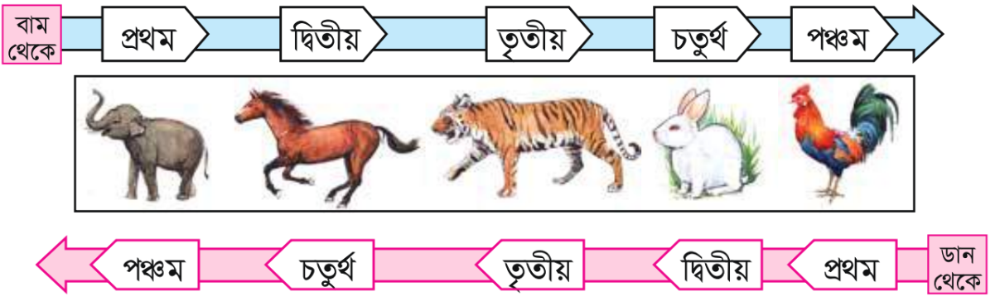 বাম থেকে
প্রথম দ্বিতীয় তৃতীয় চতুর্থ পঞ্চম
পঞ্চম চতুর্থ তৃতীয় দ্বিতীয় প্রথম
ডান থেকে